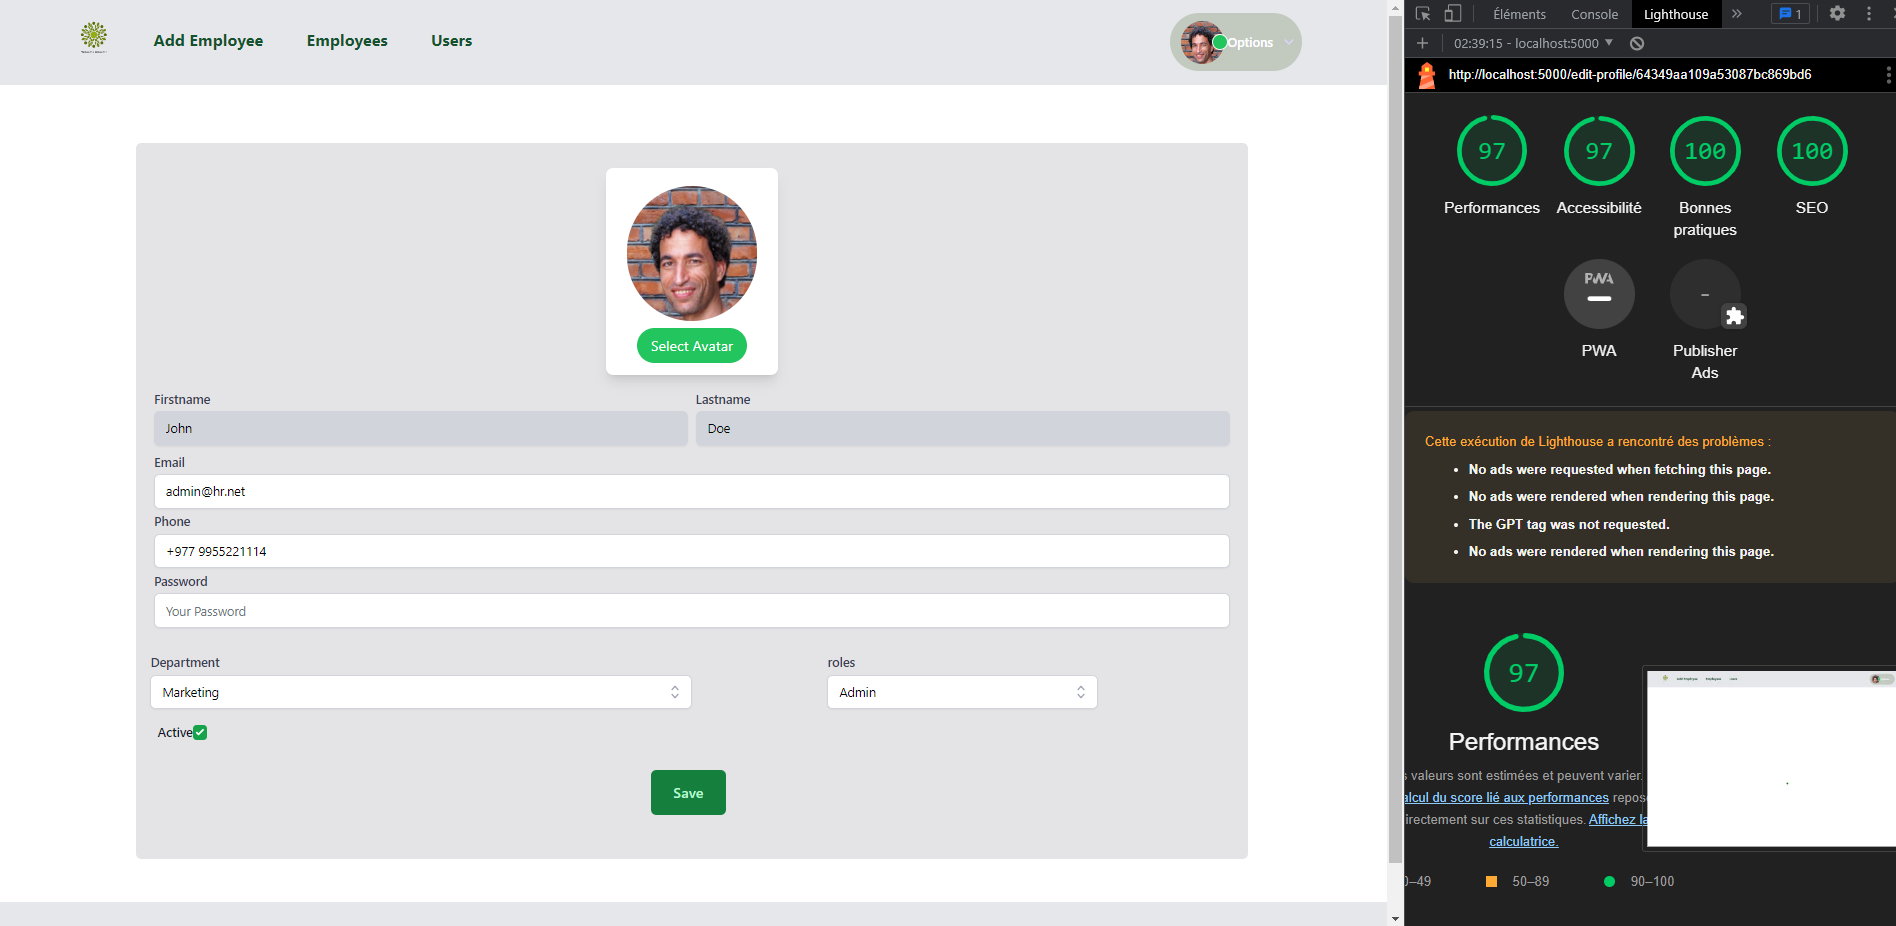 Add Employee Employees Users
Options
Select Avatar
Firstname Lastname
John Doe
Email
admin@hr.net
Phone
+977 9955221114
Password
Your Password
Department roles
Marketing Admin
Active
Save
Éléments Console Lighthouse » 1
02:39:15 - localhost:5000
http://localhost:5000/edit-profile/64349aa109a53087bc869bd6
97 97 100 100
Performances Accessibilité Bonnes pratiques SEO
PWA -
PWA Publisher Ads
Cette exécution de Lighthouse a rencontré des problèmes :
• No ads were requested when fetching this page.
• No ads were rendered when rendering this page.
• The GPT tag was not requested.
• No ads were rendered when rendering this page.
97
Performances
s valeurs sont estimées et peuvent varier.
alcul du score lié aux performances repos
irectement sur ces statistiques. Affichez la
calculatrice.
0–49 50–89 90–100